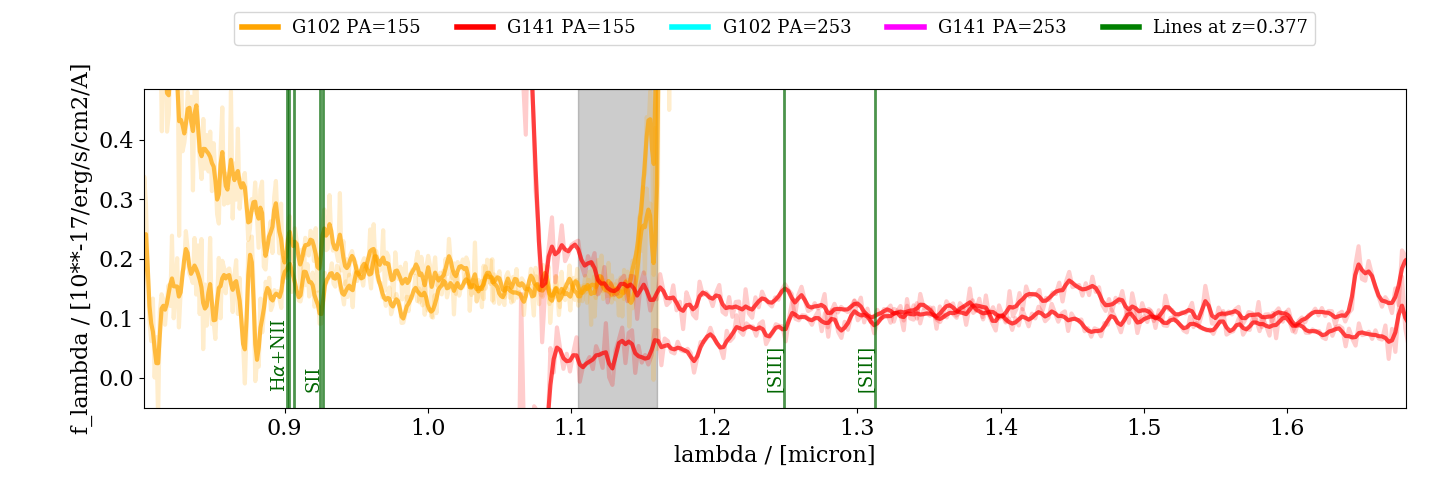 G102 PA=155 G141 PA=155 G102 PA=253 G141 PA=253 Lines at z=0.377
f_lambda / [10**-17/erg/s/cm2/A]
0.4
0.3
0.2
0.1
0.0
Hα+NII
SII
[SIII]
[SIII]
0.9 1.0 1.1 1.2 1.3 1.4 1.5 1.6
lambda / [micron]